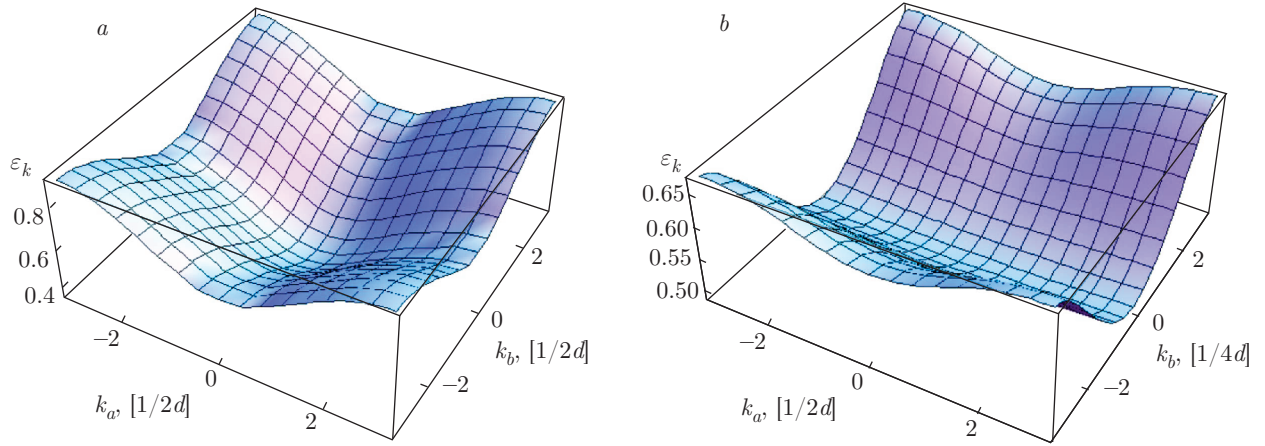 a
ε_k
0.8
0.6
0.4
−2
0
2
k_a, [1/2d]
2
0
−2
k_b, [1/2d]
b
ε_k
0.65
0.60
0.55
0.50
−2
0
2
k_a, [1/2d]
2
0
−2
k_b, [1/4d]